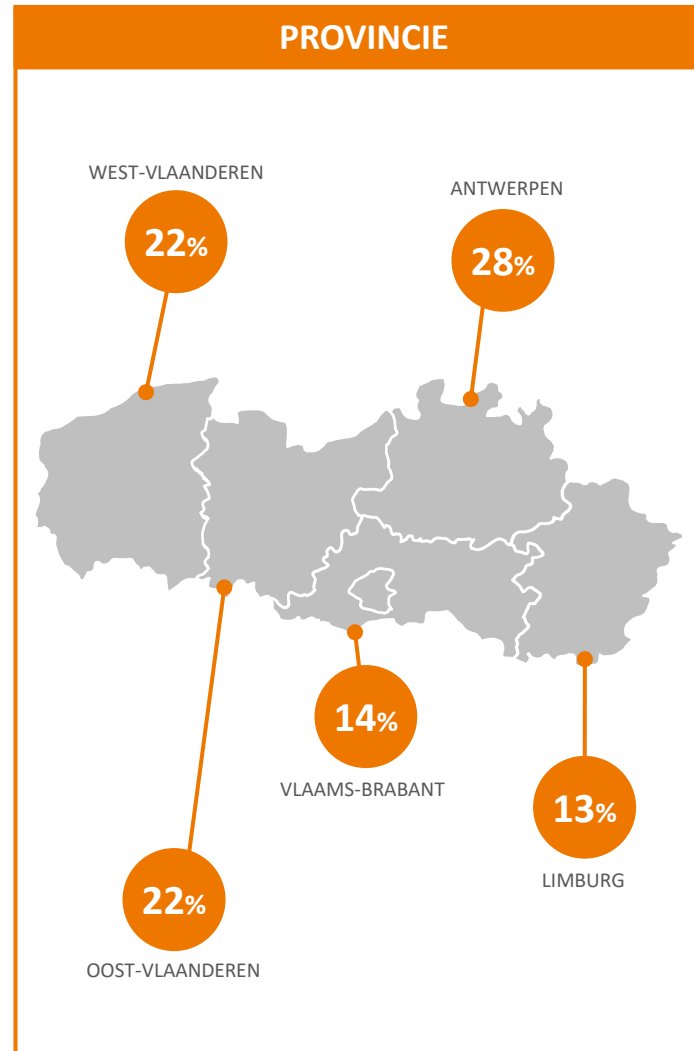 PROVINCIE
WEST-VLAANDEREN
22%
ANTWERPEN
28%
14%
VLAAMS-BRABANT
13%
LIMBURG
22%
OOST-VLAANDEREN